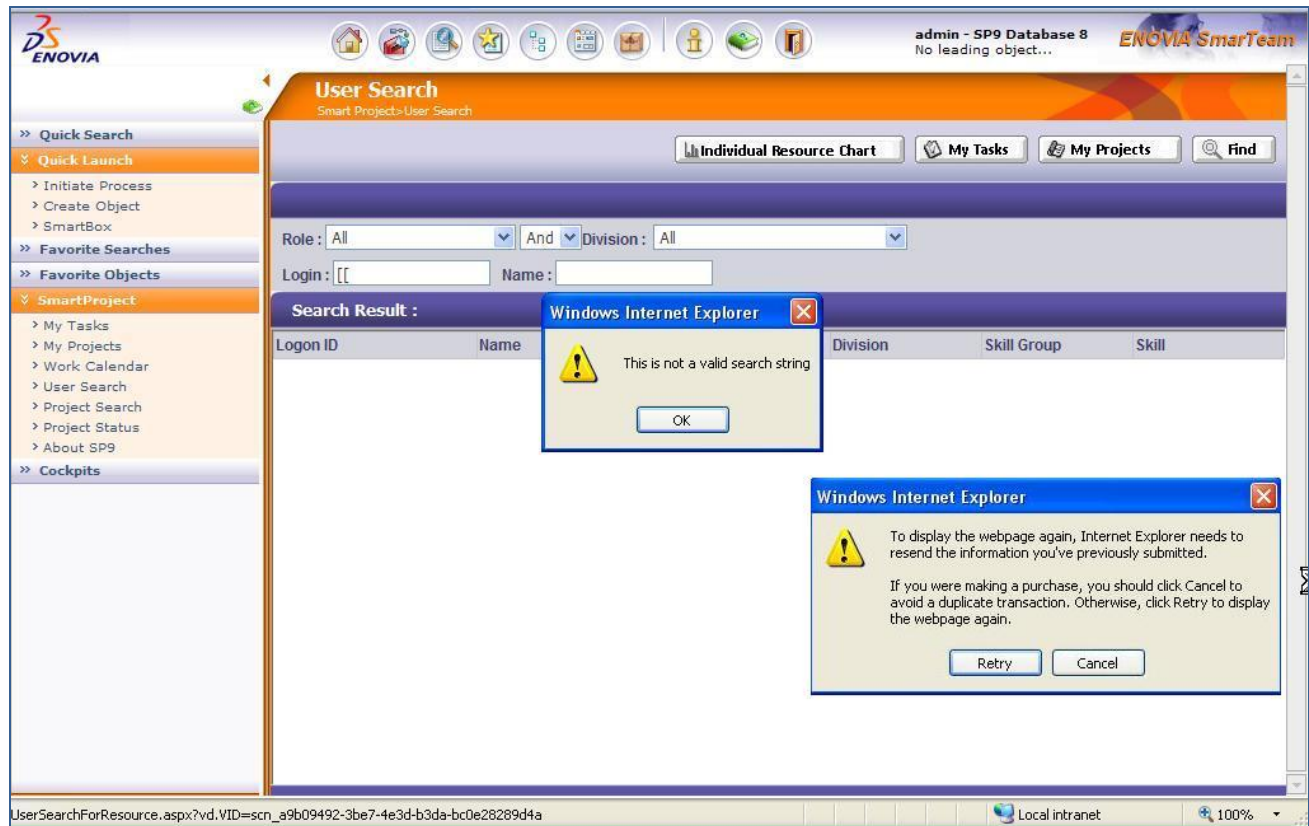 ENOVIA
admin - SP9 Database 8
No leading object...
ENOVIA SmarTeam
User Search
Smart Project>User Search
Individual Resource Chart
My Tasks
My Projects
Find
» Quick Search
Quick Launch
> Initiate Process
> Create Object
> SmartBox
» Favorite Searches
» Favorite Objects
SmartProject
> My Tasks
> My Projects
> Work Calendar
> User Search
> Project Search
> Project Status
> About SP9
» Cockpits
Role : All And Division : All
Login : [[ Name :
Search Result :
Logon ID Name Division Skill Group Skill
Windows Internet Explorer
This is not a valid search string
OK
Windows Internet Explorer
To display the webpage again, Internet Explorer needs to
resend the information you've previously submitted.
If you were making a purchase, you should click Cancel to
avoid a duplicate transaction. Otherwise, click Retry to display
the webpage again.
Retry Cancel
UserSearchForResource.aspx?vd.VID=scn_a9b09492-3be7-4e3d-b3da-bc0e28289d4a Local intranet 100%